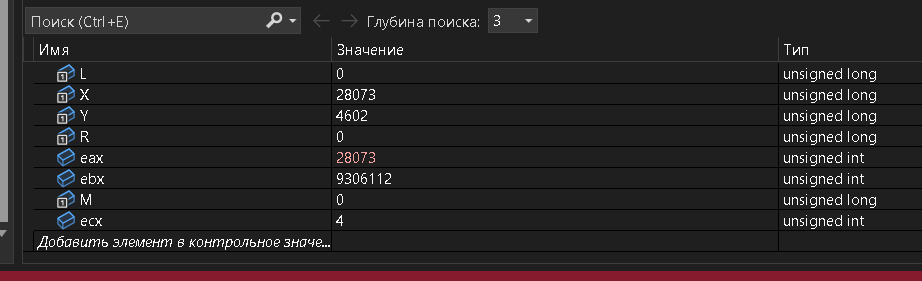 Поиск (Ctrl+E) Глубина поиска: 3
Имя Значение Тип
L 0 unsigned long
X 28073 unsigned long
Y 4602 unsigned long
R 0 unsigned long
eax 28073 unsigned int
ebx 9306112 unsigned int
M 0 unsigned long
ecx 4 unsigned int
Добавить элемент в контрольное значе...